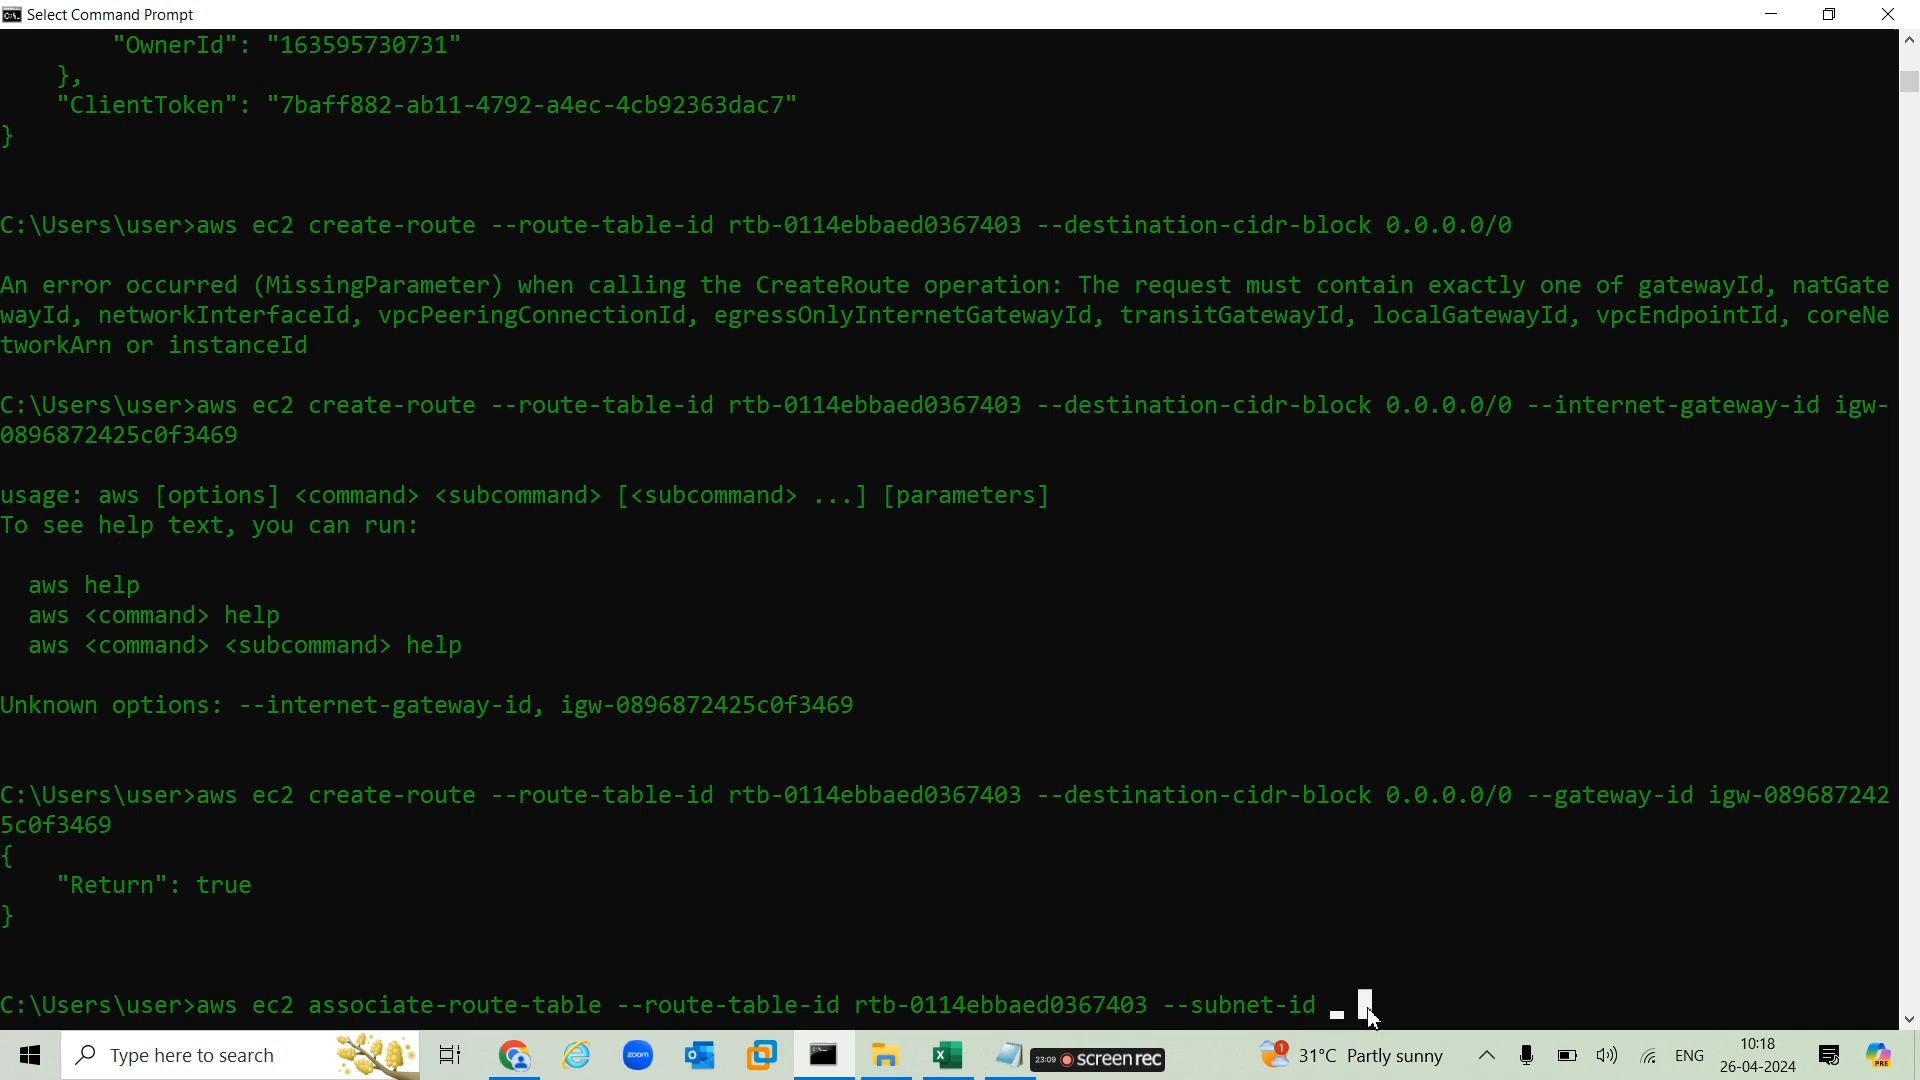 Select Command Prompt
"OwnerId": "163595730731"
},
"ClientToken": "7baff882-ab11-4792-a4ec-4cb92363dac7"
}
C:\Users\user>aws ec2 create-route --route-table-id rtb-0114ebbaed0367403 --destination-cidr-block 0.0.0.0/0
An error occurred (MissingParameter) when calling the CreateRoute operation: The request must contain exactly one of gatewayId, natGate
wayId, networkInterfaceId, vpcPeeringConnectionId, egressOnlyInternetGatewayId, transitGatewayId, localGatewayId, vpcEndpointId, coreNe
tworkArn or instanceId
C:\Users\user>aws ec2 create-route --route-table-id rtb-0114ebbaed0367403 --destination-cidr-block 0.0.0.0/0 --internet-gateway-id igw-
0896872425c0f3469
usage: aws [options] <command> <subcommand> [<subcommand> ...] [parameters]
To see help text, you can run:
aws help
aws <command> help
aws <command> <subcommand> help
Unknown options: --internet-gateway-id, igw-0896872425c0f3469
C:\Users\user>aws ec2 create-route --route-table-id rtb-0114ebbaed0367403 --destination-cidr-block 0.0.0.0/0 --gateway-id igw-089687242
5c0f3469
{
"Return": true
}
C:\Users\user>aws ec2 associate-route-table --route-table-id rtb-0114ebbaed0367403 --subnet-id _
Type here to search
zoom
23:09 screenrec
1
31°C Partly sunny
ENG
10:18
26-04-2024
PRE